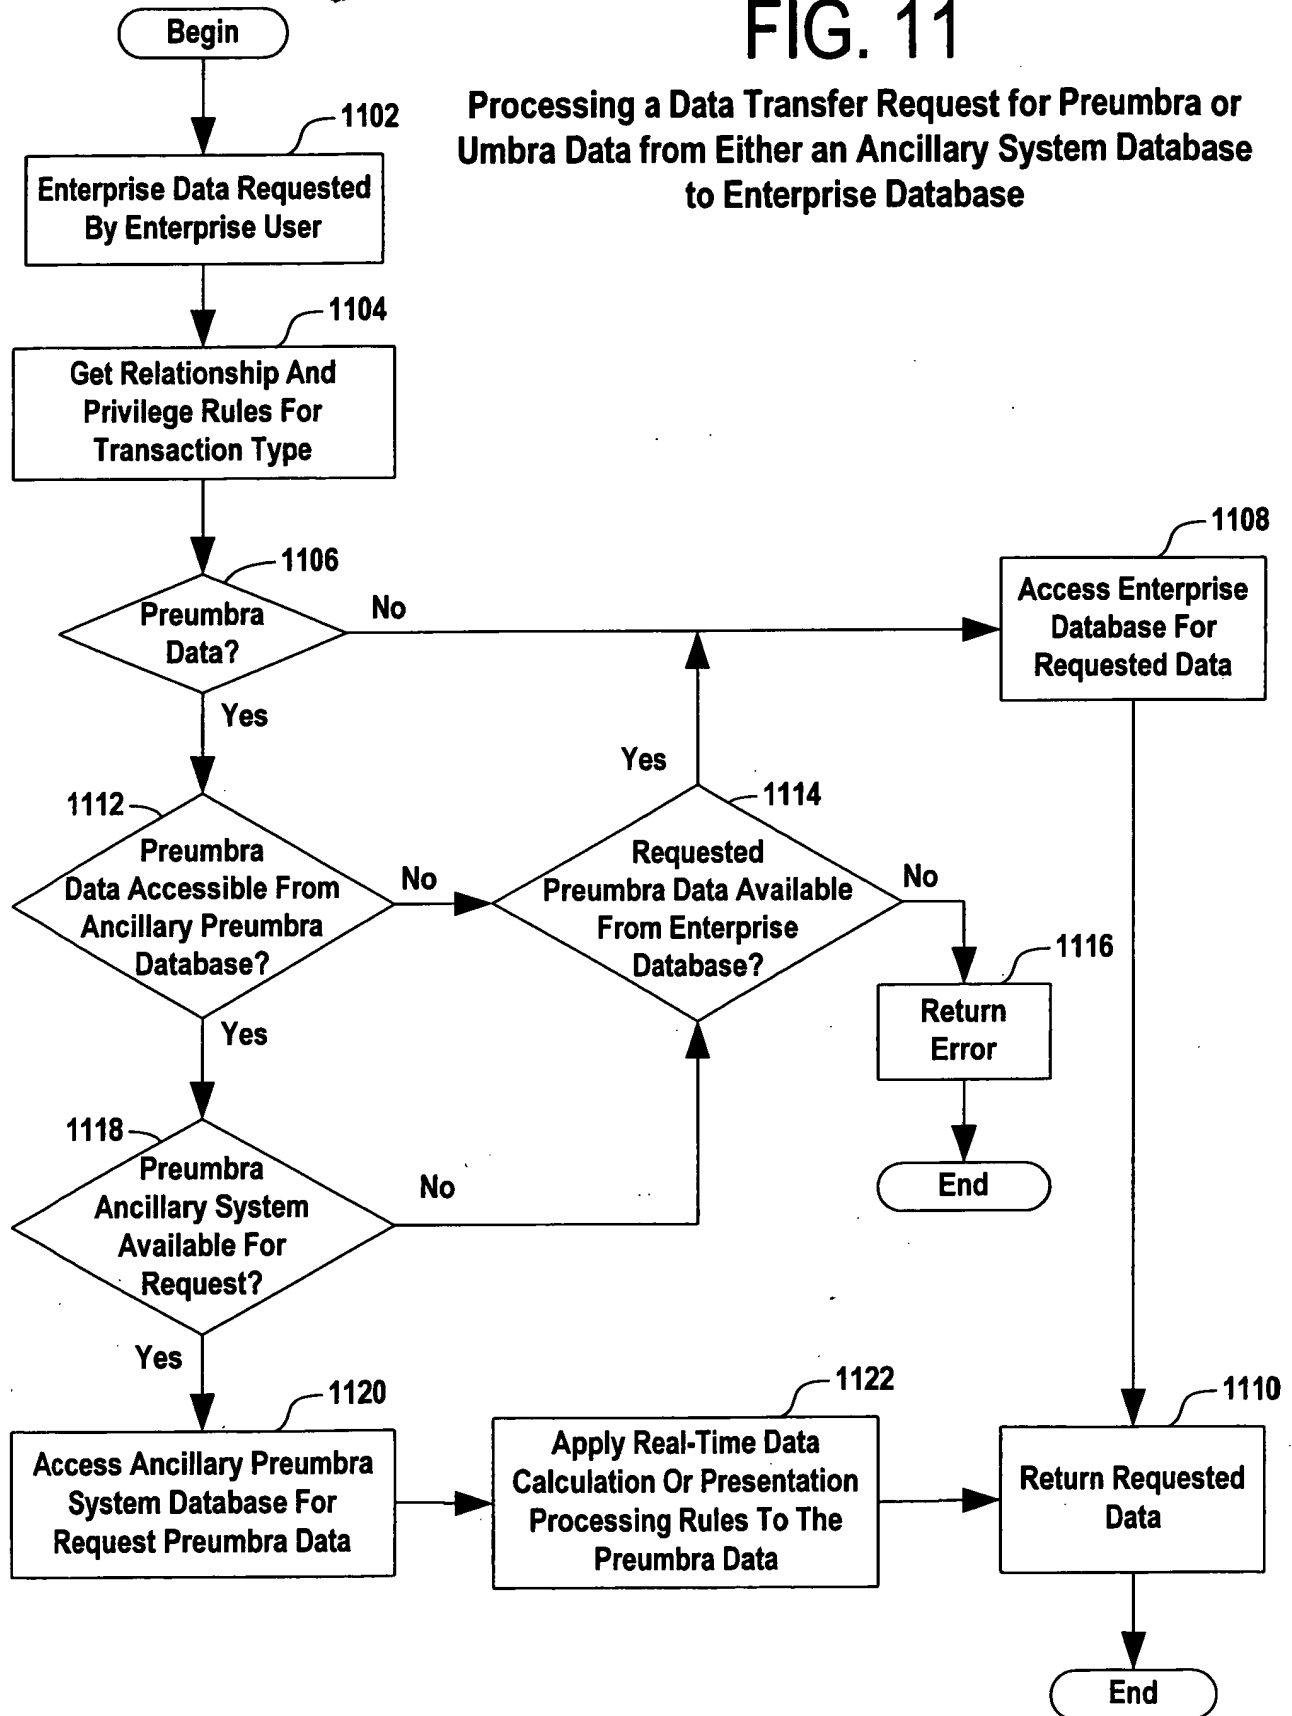 FIG. 11
Processing a Data Transfer Request for Preumbra or
Umbra Data from Either an Ancillary System Database
to Enterprise Database
Begin
1102
Enterprise Data Requested
By Enterprise User
1104
Get Relationship And
Privilege Rules For
Transaction Type
1106
Preumbra
Data?
No
Yes
1108
Access Enterprise
Database For
Requested Data
1112
Preumbra
Data Accessible From
Ancillary Preumbra
Database?
No
Yes
1114
Requested
Preumbra Data Available
From Enterprise
Database?
Yes
No
1116
Return
Error
End
1118
Preumbra
Ancillary System
Available For
Request?
No
Yes
1120
Access Ancillary Preumbra
System Database For
Request Preumbra Data
1122
Apply Real-Time Data
Calculation Or Presentation
Processing Rules To The
Preumbra Data
1110
Return Requested
Data
End